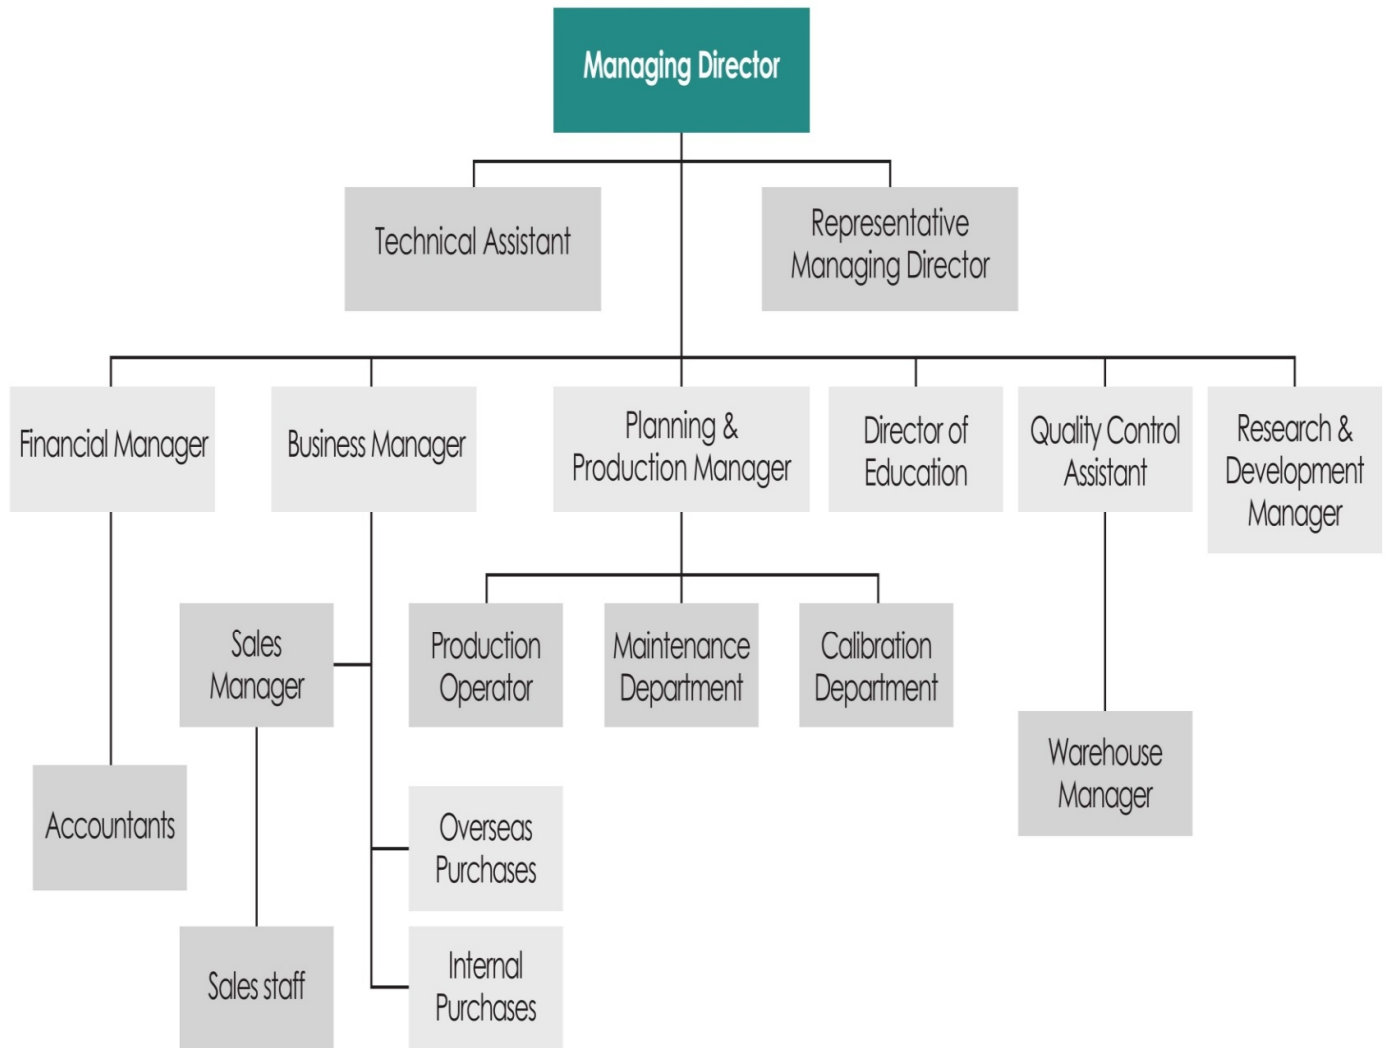 Managing Director
Technical Assistant
Representative
Managing Director
Financial Manager
Business Manager
Planning &
Production Manager
Director of
Education
Quality Control
Assistant
Research &
Development
Manager
Sales
Manager
Production
Operator
Maintenance
Department
Calibration
Department
Warehouse
Manager
Accountants
Overseas
Purchases
Sales staff
Internal
Purchases